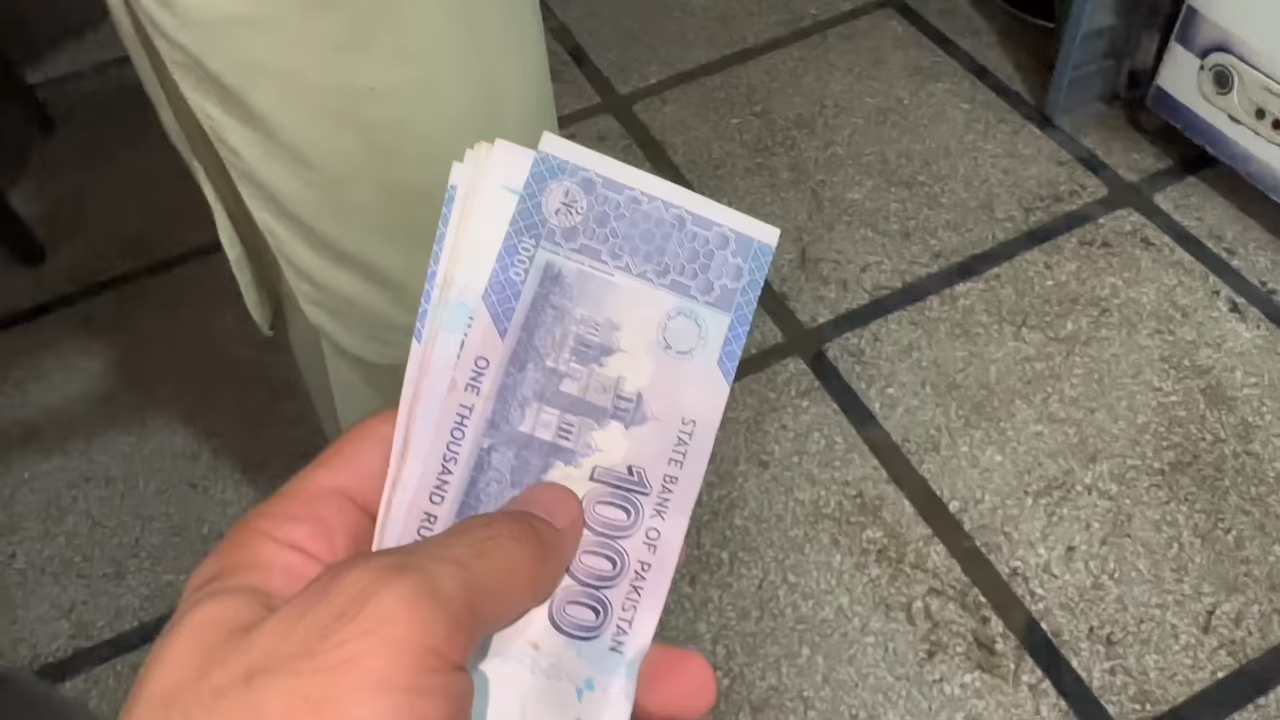 STATE BANK OF PAKISTAN
1000
1000
ONE THOUSAND RU